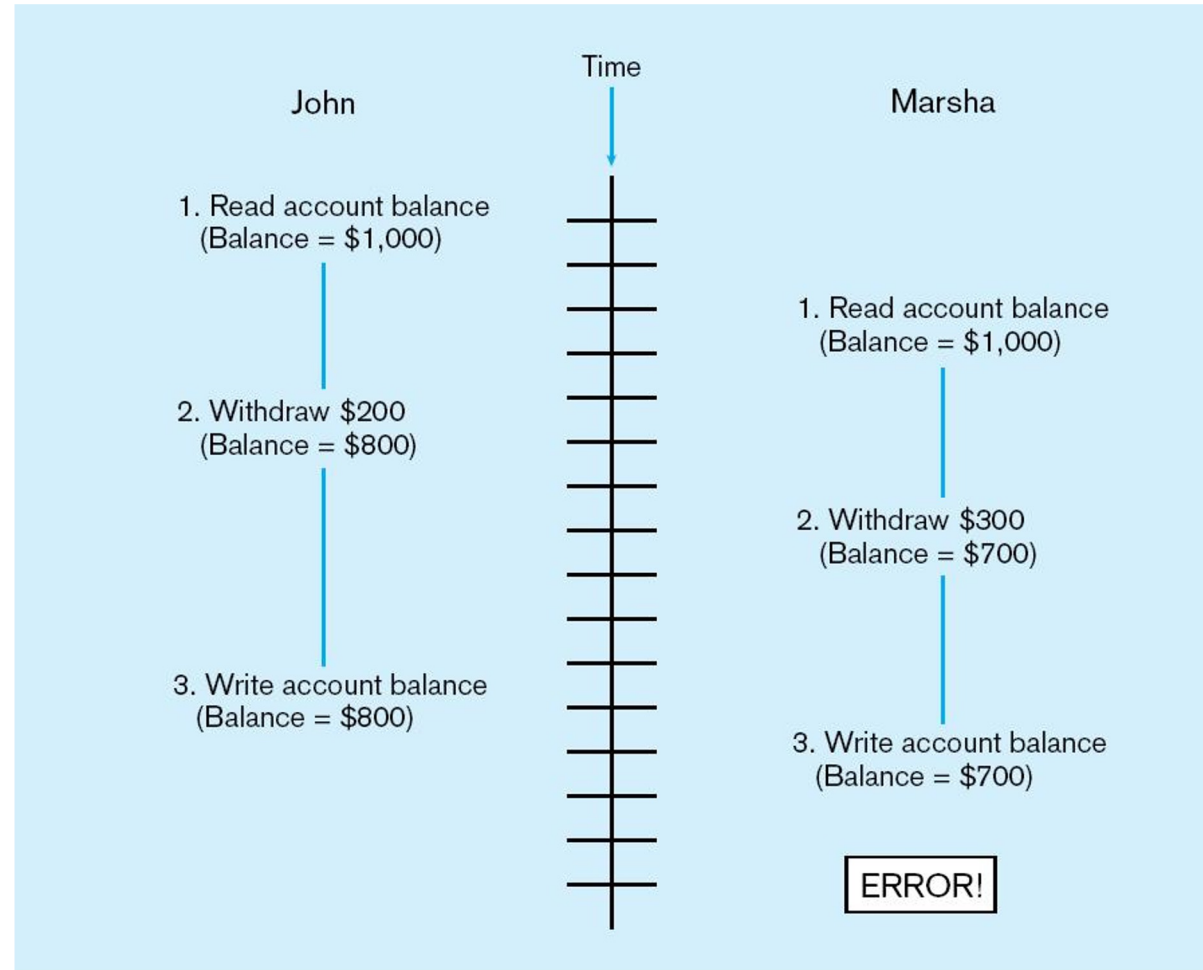 Time
John
Marsha
1. Read account balance
(Balance = $1,000)
1. Read account balance
(Balance = $1,000)
2. Withdraw $200
(Balance = $800)
2. Withdraw $300
(Balance = $700)
3. Write account balance
(Balance = $800)
3. Write account balance
(Balance = $700)
ERROR!